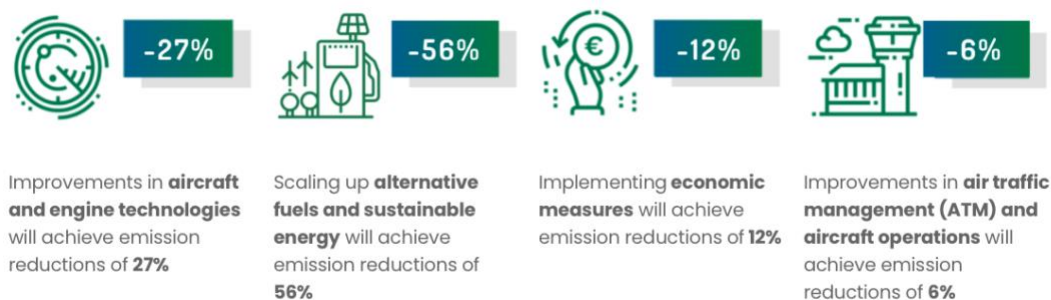 -27%
Improvements in aircraft
and engine technologies
will achieve emission
reductions of 27%
-56%
Scaling up alternative
fuels and sustainable
energy will achieve
emission reductions of
56%
€
-12%
Implementing economic
measures will achieve
emission reductions of 12%
-6%
Improvements in air traffic
management (ATM) and
aircraft operations will
achieve emission
reductions of 6%